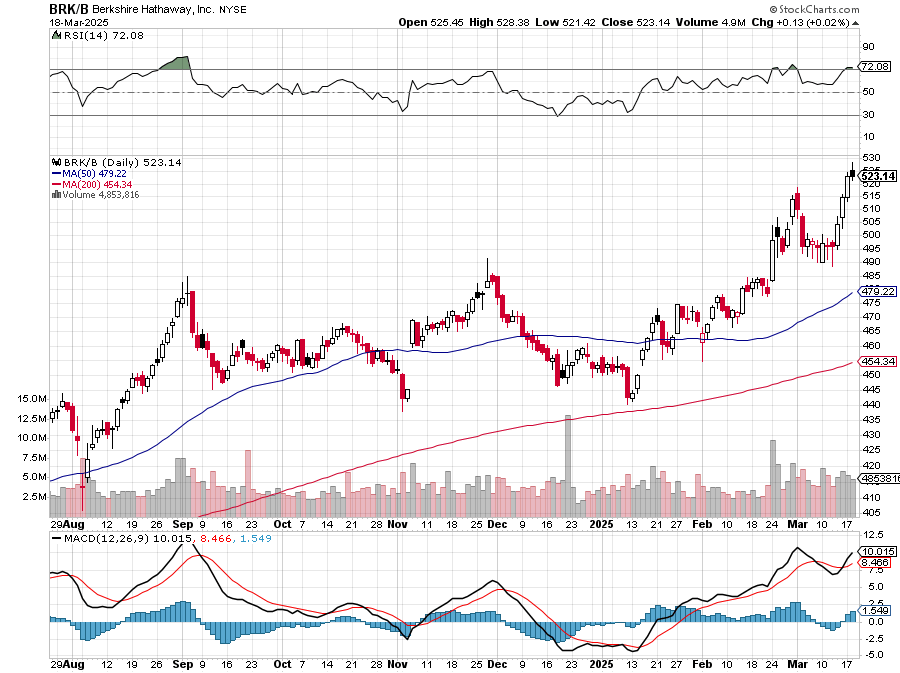 BRK/B Berkshire Hathaway, Inc. NYSE
© StockCharts.com
18-Mar-2025
Open 525.45 High 528.38 Low 521.42 Close 523.14 Volume 4.9M Chg +0.13 (+0.02%)
RSI(14) 72.08
90
72.08
50
30
10
BRK/B (Daily) 523.14
MA(50) 479.22
MA(200) 454.34
Volume 4,853,816
530
523.14
520
515
510
505
500
495
490
485
479.22
475
470
465
460
454.34
450
445
440
435
430
425
420
4853816
410
405
15.0M
12.5M
10.0M
7.5M
5.0M
2.5M
29 Aug 12 19 26 Sep 9 16 23 Oct 7 14 21 28 Nov 11 18 25 Dec 9 16 23 2025 13 21 27 Feb 10 18 24 Mar 10 17
MACD(12,26,9) 10.015, 8.466, 1.549
12.5
10.015
8.466
7.5
5.0
2.5
1.549
0.0
-2.5
-5.0
29 Aug 12 19 26 Sep 9 16 23 Oct 7 14 21 28 Nov 11 18 25 Dec 9 16 23 2025 13 21 27 Feb 10 18 24 Mar 10 17